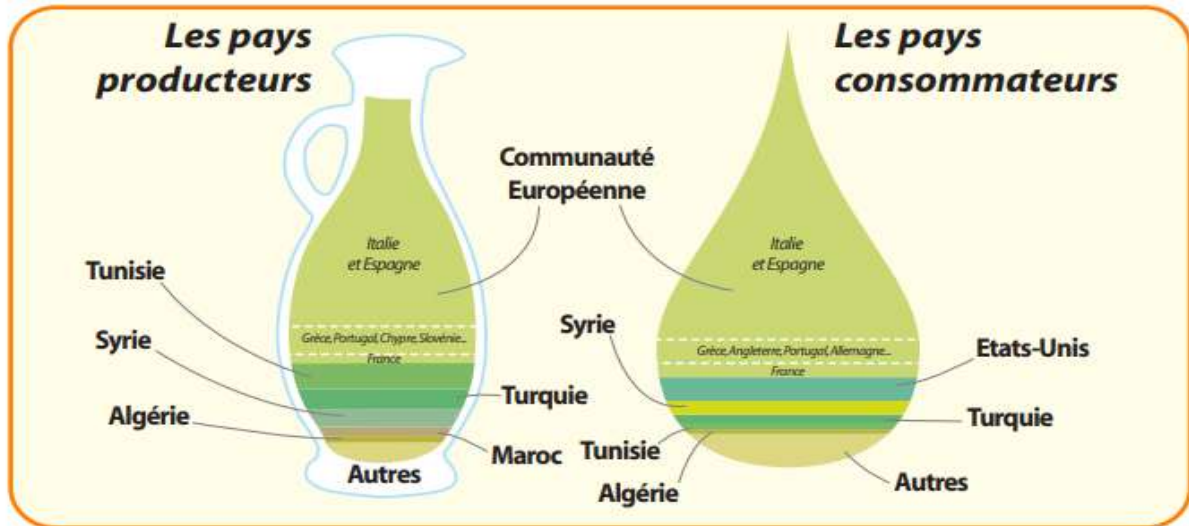 Les pays
producteurs
Les pays
consommateurs
Communauté
Européenne
Italie
et Espagne
Italie
et Espagne
Tunisie
Syrie
Algérie
Grèce, Portugal, Chypre, Slovénie...
France
Turquie
Maroc
Autres
Syrie
Grèce, Angleterre, Portugal, Allemagne...
France
Etats-Unis
Turquie
Tunisie
Algérie
Autres